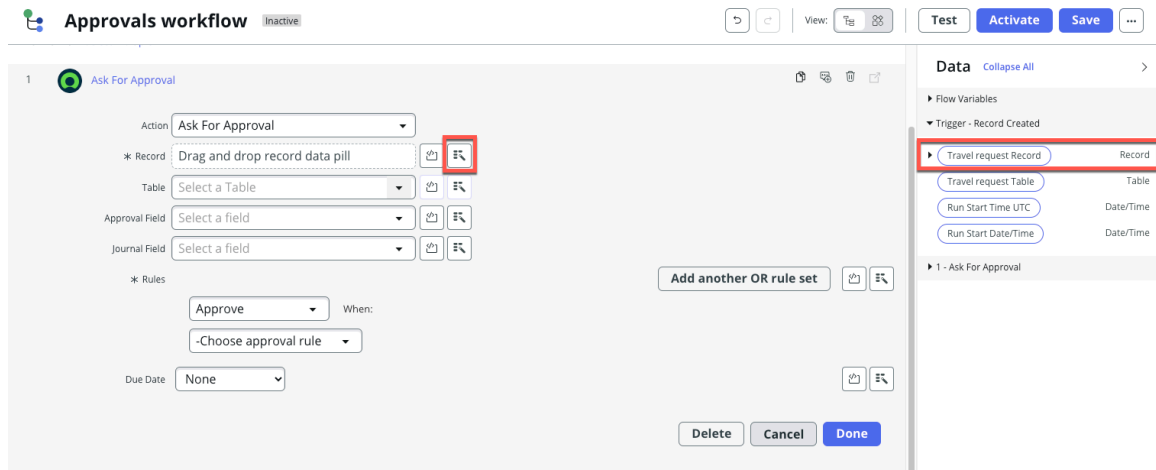 Approvals workflow Inactive View: Test Activate Save ...
1 Ask For Approval
Action Ask For Approval
* Record Drag and drop record data pill
Table Select a Table
Approval Field Select a field
Journal Field Select a field
* Rules Add another OR rule set
Approve When:
-Choose approval rule
Due Date None
Delete Cancel Done
Data Collapse All
Flow Variables
Trigger - Record Created
Travel request Record Record
Travel request Table Table
Run Start Time UTC Date/Time
Run Start Date/Time Date/Time
1 - Ask For Approval